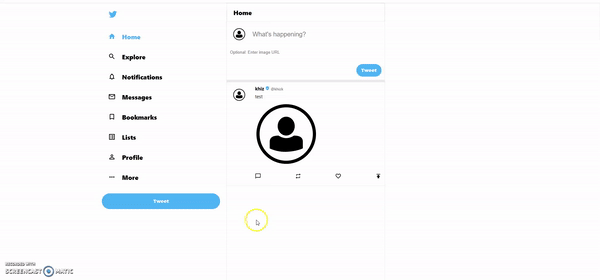 Home
Home
What's happening?
Explore
Optional: Enter image URL
Notifications
Tweet
khiz
test
Messages
Bookmarks
Lists
Profile
More
Tweet
RECORDED WITH
SCREENCAST MATIC